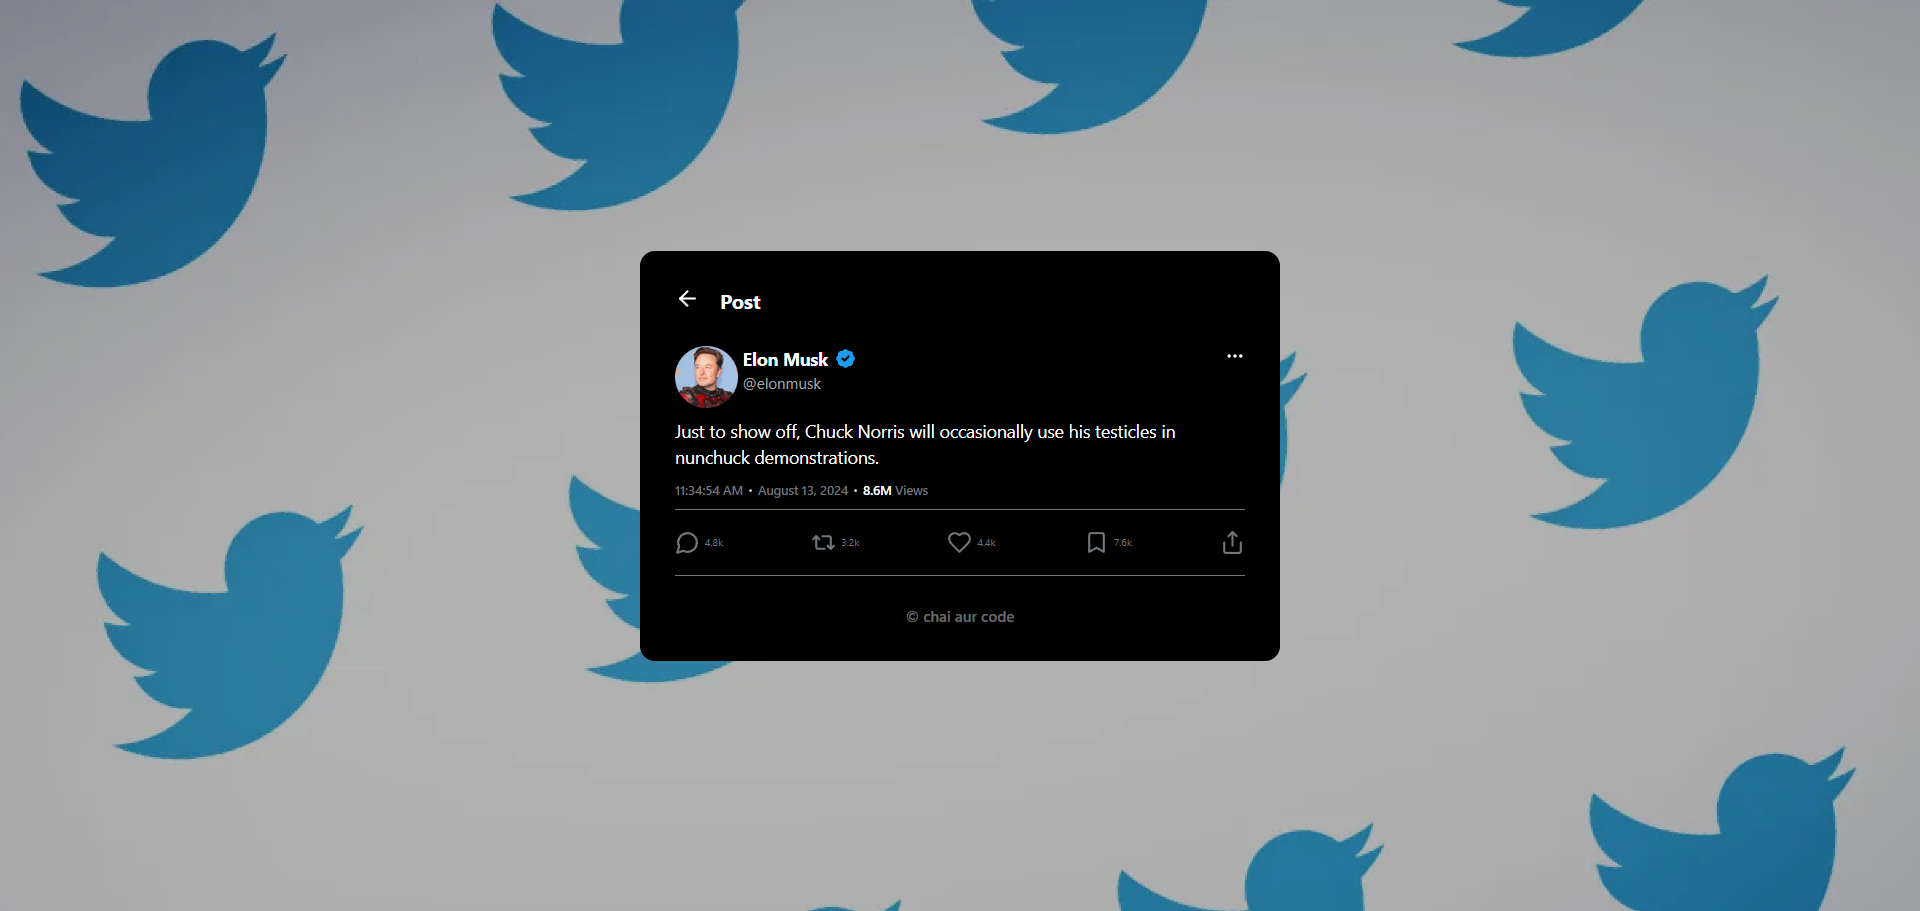 Post
Elon Musk
@elonmusk
Just to show off, Chuck Norris will occasionally use his testicles in
nunchuck demonstrations.
11:34:54 AM • August 13, 2024 • 8.6M Views
4.8k 3.2k 4.4k 7.6k
© chai aur code